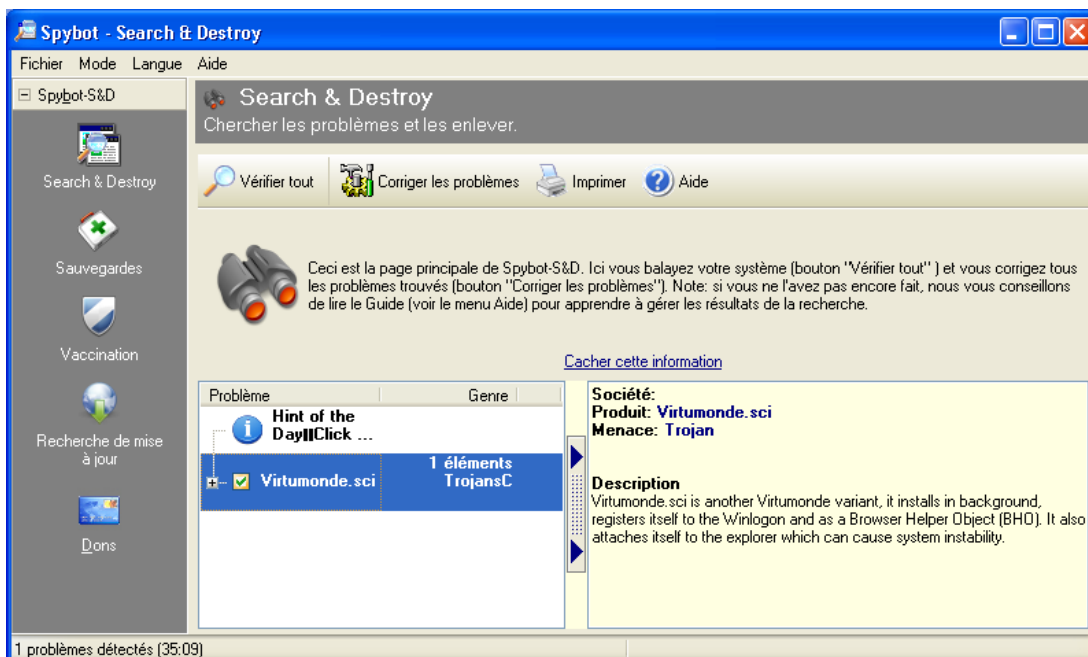 Spybot - Search & Destroy
Fichier Mode Langue Aide
Spybot-S&D
Search & Destroy
Sauvegardes
Vaccination
Recherche de mise
à jour
Dons
Search & Destroy
Chercher les problèmes et les enlever.
Vérifier tout
Corriger les problèmes
Imprimer
Aide
Ceci est la page principale de Spybot-S&D. Ici vous balayez votre système (bouton "Vérifier tout" ) et vous corrigez tous
les problèmes trouvés (bouton "Corriger les problèmes"). Note: si vous ne l'avez pas encore fait, nous vous conseillons
de lire le Guide (voir le menu Aide) pour apprendre à gérer les résultats de la recherche.
Cacher cette information
Problème Genre
Hint of the
Day||Click ...
Virtumonde.sci
1 éléments
TrojansC
Société:
Produit: Virtumonde.sci
Menace: Trojan
Description
Virtumonde.sci is another Virtumonde variant, it installs in background,
registers itself to the Winlogon and as a Browser Helper Object (BHO). It also
attaches itself to the explorer which can cause system instability.
1 problèmes détectés (35:09)